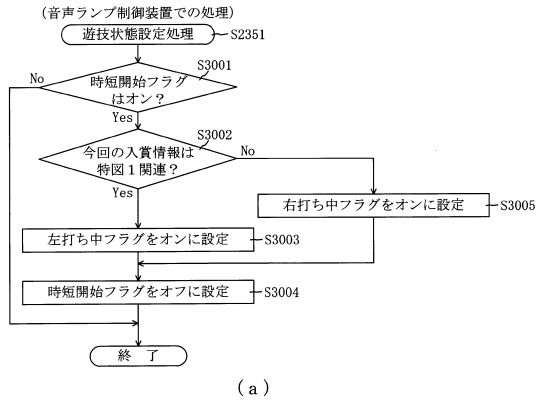 (音声ランプ制御装置での処理)
遊技状態設定処理
S2351
S3001
No
時短開始フラグ
はオン?
Yes
S3002
今回の入賞情報は
特図1関連?
No
Yes
右打ち中フラグをオンに設定
S3005
左打ち中フラグをオンに設定
S3003
時短開始フラグをオフに設定
S3004
終 了
(a)